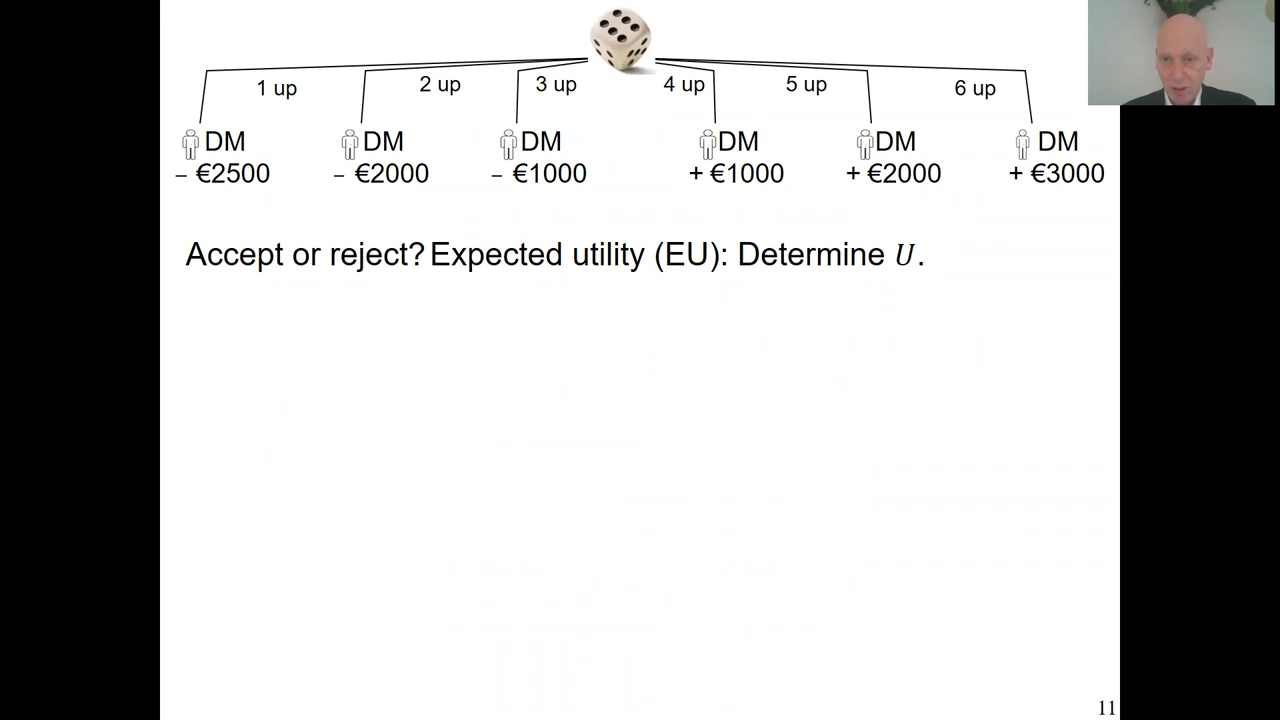 1 up 2 up 3 up 4 up 5 up 6 up
DM DM DM DM DM DM
– €2500 – €2000 – €1000 + €1000 + €2000 + €3000
Accept or reject? Expected utility (EU): Determine U.
11